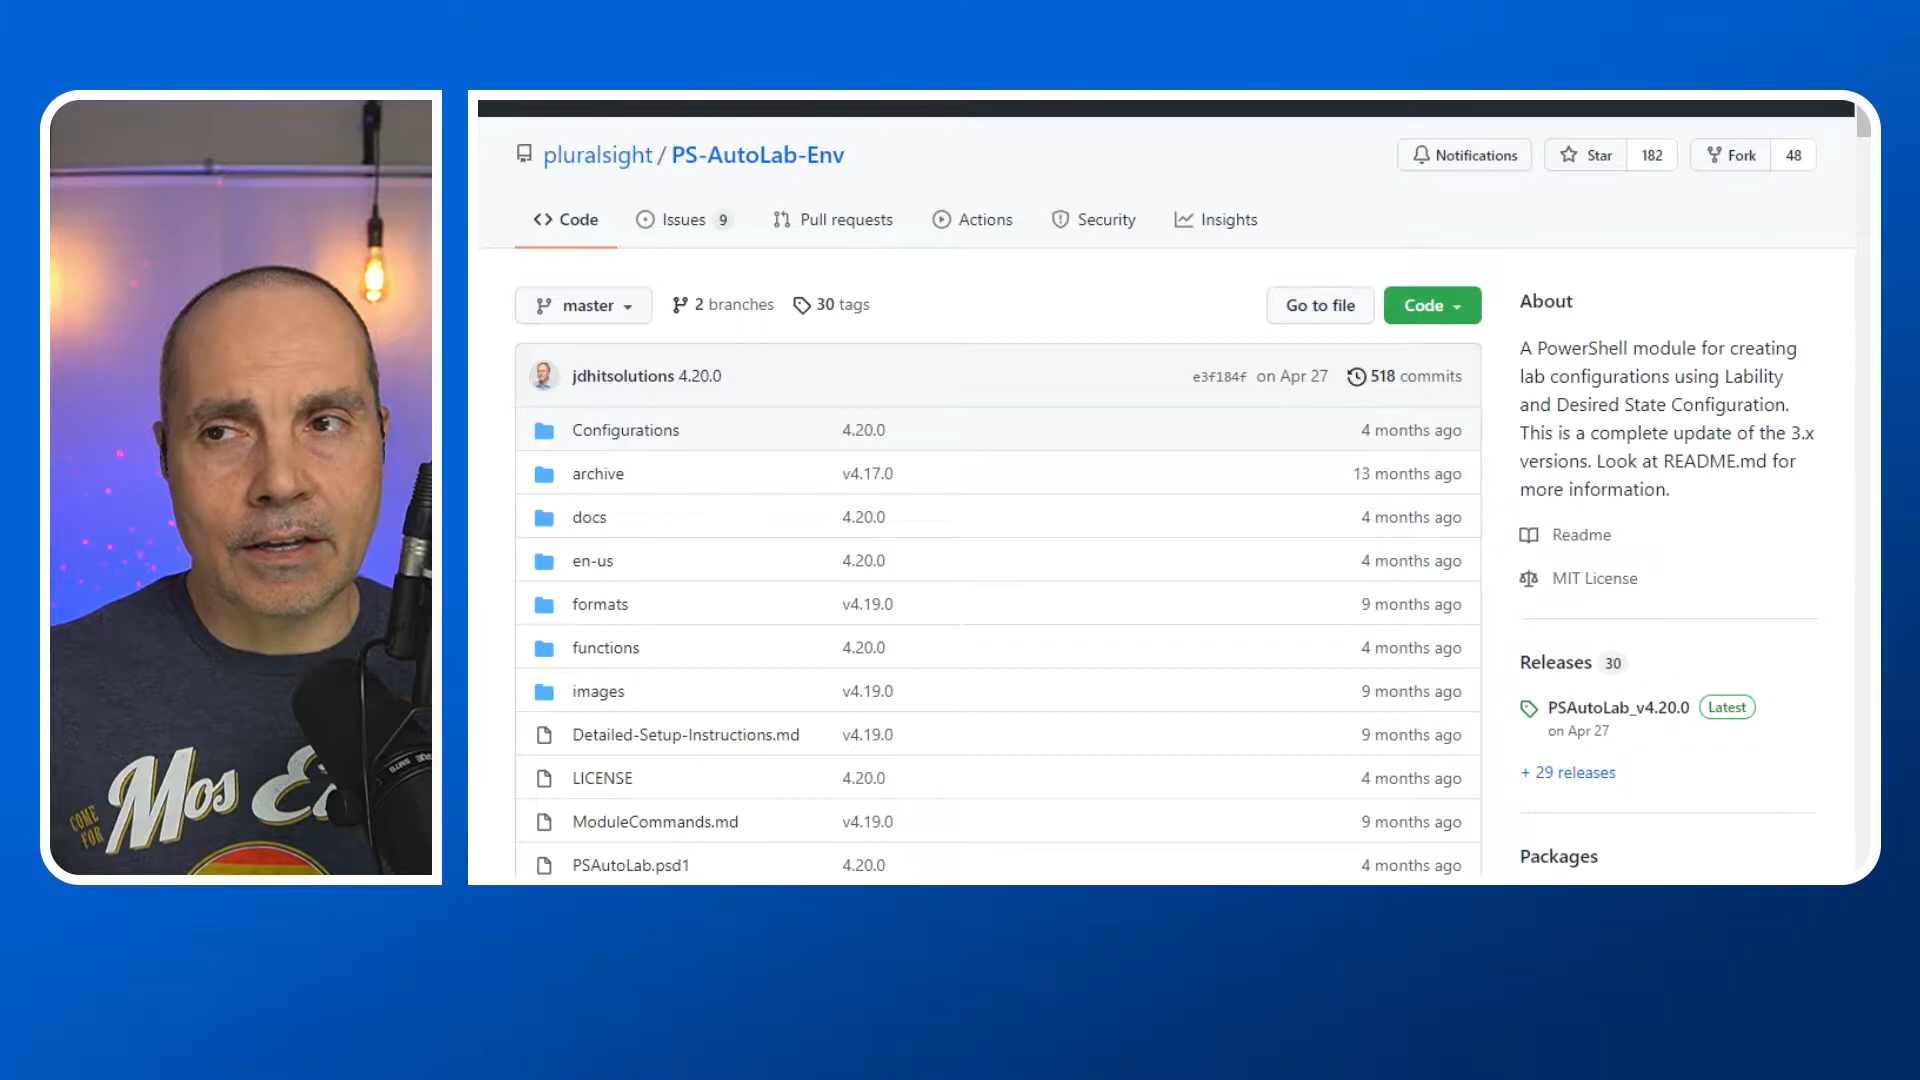 pluralsight / PS-AutoLab-Env
Notifications
Star 182
Fork 48
Code
Issues 9
Pull requests
Actions
Security
Insights
master
2 branches
30 tags
Go to file
Code
jdhitsolutions 4.20.0
e3f184f on Apr 27
518 commits
Configurations 4.20.0 4 months ago
archive v4.17.0 13 months ago
docs 4.20.0 4 months ago
en-us 4.20.0 4 months ago
formats v4.19.0 9 months ago
functions 4.20.0 4 months ago
images v4.19.0 9 months ago
Detailed-Setup-Instructions.md v4.19.0 9 months ago
LICENSE 4.20.0 4 months ago
ModuleCommands.md v4.19.0 9 months ago
PSAutoLab.psd1 4.20.0 4 months ago
About
A PowerShell module for creating
lab configurations using Lability
and Desired State Configuration.
This is a complete update of the 3.x
versions. Look at README.md for
more information.
Readme
MIT License
Releases 30
PSAutoLab_v4.20.0 Latest
on Apr 27
+ 29 releases
Packages
COME
FOR
Mos